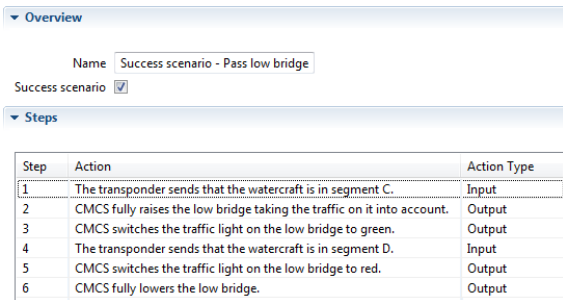 Overview
Name Success scenario - Pass low bridge
Success scenario
Steps
Step Action Action Type
1 The transponder sends that the watercraft is in segment C. Input
2 CMCS fully raises the low bridge taking the traffic on it into account. Output
3 CMCS switches the traffic light on the low bridge to green. Output
4 The transponder sends that the watercraft is in segment D. Input
5 CMCS switches the traffic light on the low bridge to red. Output
6 CMCS fully lowers the low bridge. Output